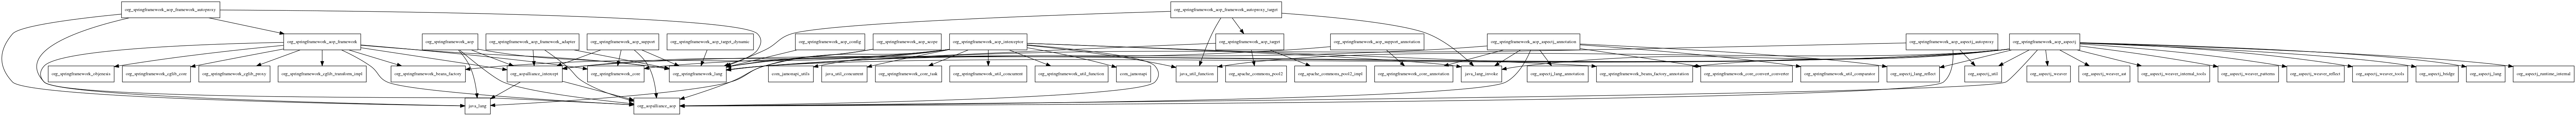 org_springframework_aop_framework_autoproxy
org_springframework_aop_framework_autoproxy_target
org_springframework_aop_framework
org_springframework_aop
org_springframework_aop_framework_adapter
org_springframework_aop_support
org_springframework_aop_target_dynamic
org_springframework_aop_config
org_springframework_aop_scope
org_springframework_aop_interceptor
org_springframework_aop_target
org_springframework_aop_support_annotation
org_springframework_aop_aspectj_annotation
org_springframework_aop_aspectj_autoproxy
org_springframework_aop_aspectj
org_springframework_objenesis
org_springframework_cglib_core
org_springframework_cglib_proxy
org_springframework_cglib_transform_impl
org_springframework_beans_factory
org_aopalliance_intercept
org_springframework_core
org_springframework_lang
com_jamonapi_utils
java_util_concurrent
org_springframework_core_task
org_springframework_util_concurrent
org_springframework_util_function
com_jamonapi
java_util_function
org_apache_commons_pool2
org_apache_commons_pool2_impl
org_springframework_core_annotation
java_lang_invoke
org_aspectj_lang_annotation
org_springframework_beans_factory_annotation
org_springframework_core_convert_converter
org_springframework_util_comparator
org_aspectj_lang_reflect
org_aspectj_util
org_aspectj_weaver
org_aspectj_weaver_ast
org_aspectj_weaver_internal_tools
org_aspectj_weaver_patterns
org_aspectj_weaver_reflect
org_aspectj_weaver_tools
org_aspectj_bridge
org_aspectj_lang
org_aspectj_runtime_internal
java_lang
org_aopalliance_aop